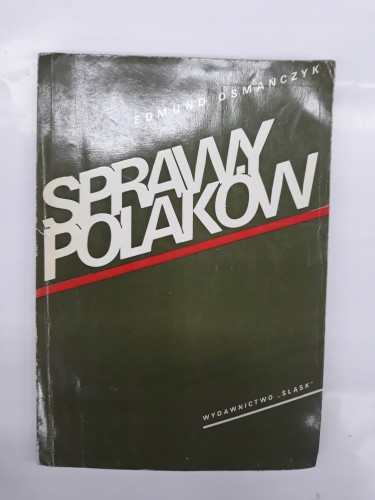 EDMUND OSMAŃCZYK
SPRAWY
POLAKÓW
WYDAWNICTWO „ŚLĄSK"